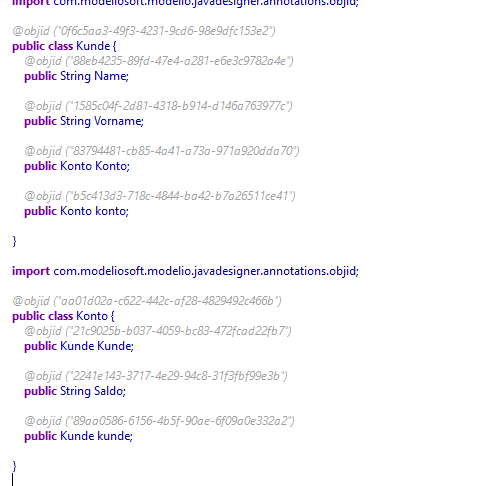 import com.modeliosoft.modelio.javadesigner.annotations.objid;
@objid ("0f6c5aa3-49f3-4231-9cd6-98e9dfc153e2")
public class Kunde {
@objid ("88eb4235-89fd-47e4-a281-e6e3c9782a4e")
public String Name;
@objid ("1585c04f-2d81-4318-b914-d146a763977c")
public String Vorname;
@objid ("83794481-cb85-4a41-a73a-971a920dda70")
public Konto Konto;
@objid ("b5c413d3-718c-4844-ba42-b7a26511ce41")
public Konto konto;
}
import com.modeliosoft.modelio.javadesigner.annotations.objid;
@objid ("aa01d02a-c622-442c-af28-4829492c466b")
public class Konto {
@objid ("21c9025b-b037-4059-bc83-472fcad22fb7")
public Kunde Kunde;
@objid ("2241e143-3717-4e29-94c8-31f3fbf99e3b")
public String Saldo;
@objid ("89aa0586-6156-4b5f-90ae-6f09a0e332a2")
public Kunde kunde;
}